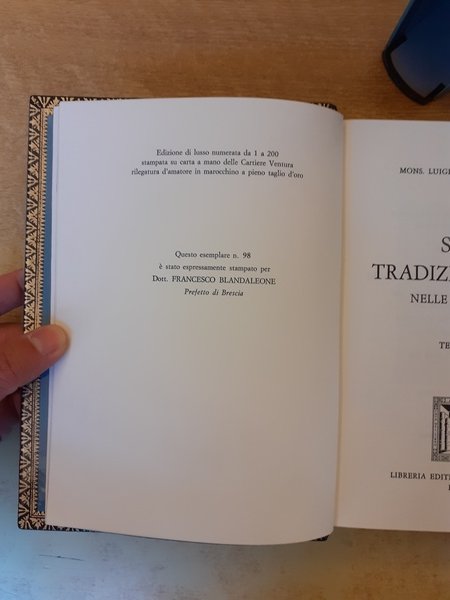 Edizione di lusso numerata da 1 a 200
stampata su carta a mano delle Cartiere Ventura
rilegatura d'amatore in marocchino a pieno taglio d'oro
Questo esemplare n. 98
è stato espressamente stampato per
Dott. FRANCESCO BLANDALEONE
Prefetto di Brescia
MONS. LUIGI
S
TRADIZI
NELLE
TE
LIBRERIA EDIT